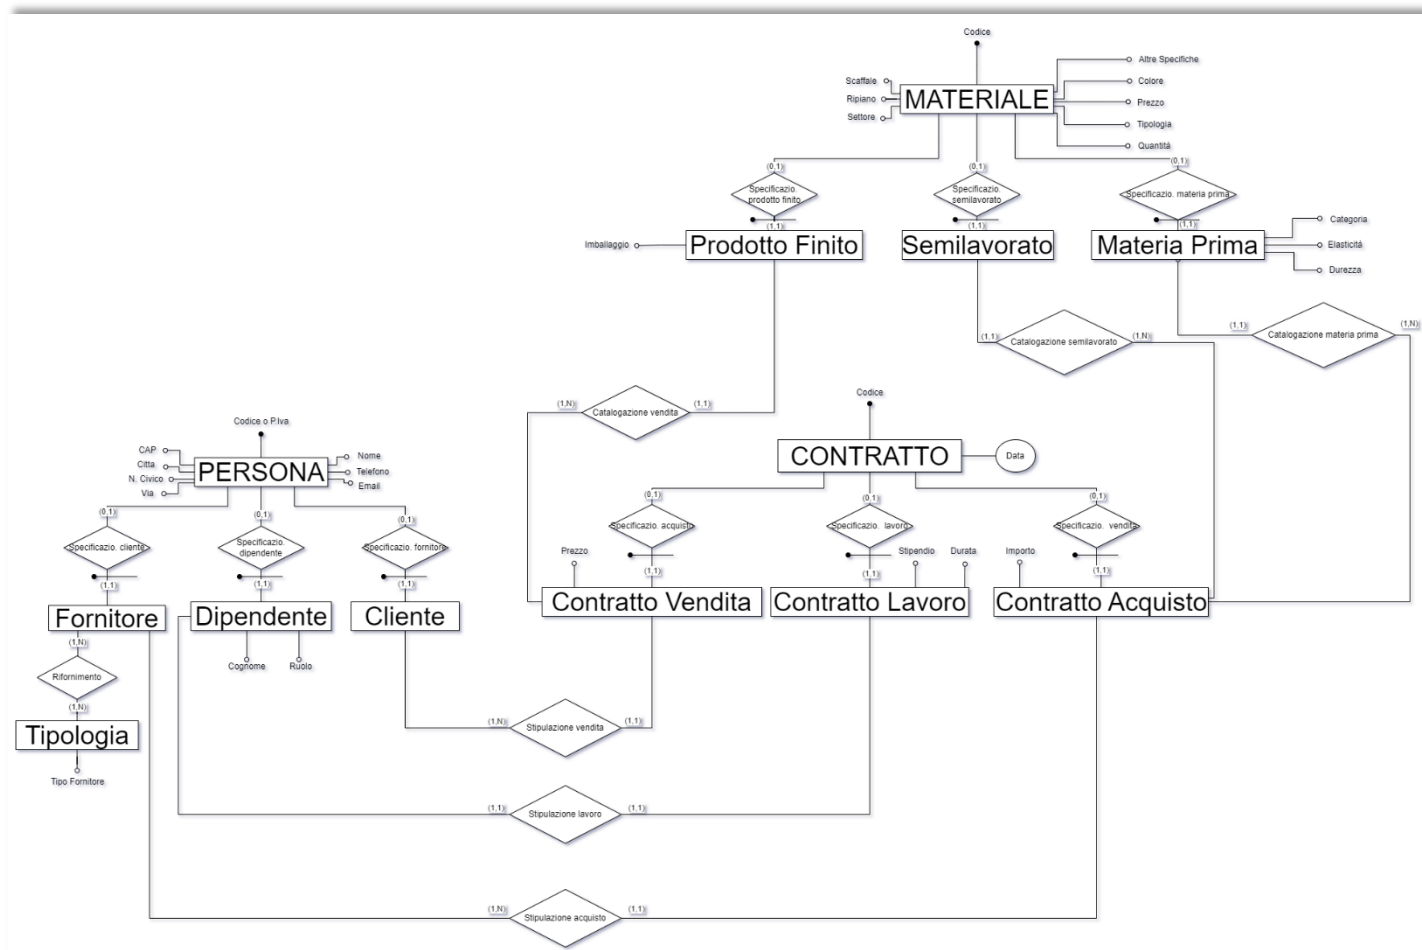 Codice
Altre Specifiche
Scaffale
Colore
MATERIALE
Ripiano
Prezzo
Settore
Tipologia
Quantità
(0,1)
(0,1)
(0,1)
Specificazio.
prodotto finito
Specificazio.
semilavorato
Specificazio. materia prima
(1,1)
(1,1)
(1,1)
Categoria
Imballaggio
Prodotto Finito
Semilavorato
Materia Prima
Elasticità
Durezza
(1,1)
Catalogazione semilavorato
(1,N)
(1,1)
Catalogazione materia prima
(1,N)
Codice
(1,N)
Catalogazione vendita
(1,1)
Codice o P.Iva
CAP
Nome
CONTRATTO
Data
Citta
PERSONA
Telefono
N. Civico
Email
Via
(0,1)
(0,1)
(0,1)
(0,1)
(0,1)
(0,1)
Specificazio. cliente
Specificazio.
dipendente
Specificazio. fornitore
Specificazio. acquisto
Specificazio. lavoro
Specificazio. vendita
Prezzo
Stipendio
Durata
Importo
(1,1)
(1,1)
(1,1)
(1,1)
(1,1)
(1,1)
Fornitore
Dipendente
Cliente
Contratto Vendita
Contratto Lavoro
Contratto Acquisto
(1,N)
Cognome
Ruolo
Rifornimento
(1,N)
Tipologia
(1,N)
Stipulazione vendita
(1,1)
Tipo Fornitore
(1,1)
Stipulazione lavoro
(1,1)
(1,N)
Stipulazione acquisto
(1,1)